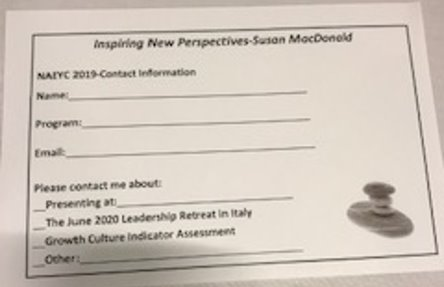 Inspiring New Perspectives-Susan MacDonald
NAEYC 2019-Contact Information
Name:
Program:
Email:
Please contact me about:
__Presenting at:
__The June 2020 Leadership Retreat in Italy
__Growth Culture Indicator Assessment
__Other: